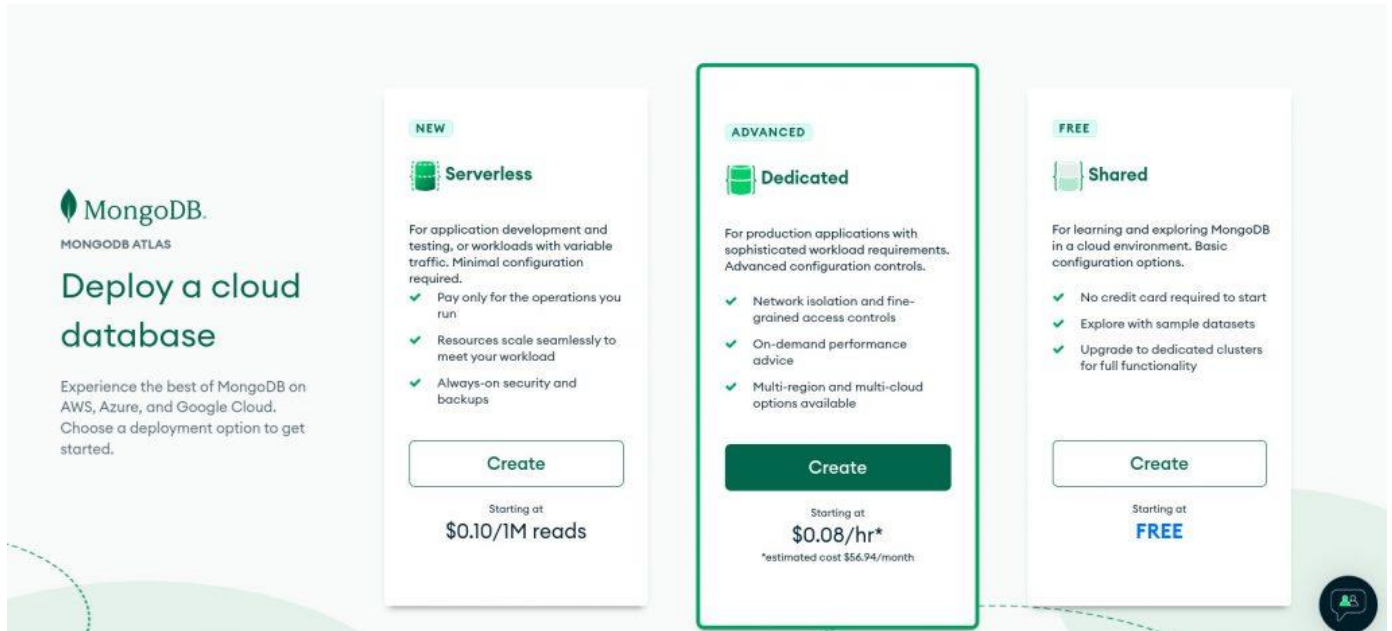 MongoDB.
MONGODB ATLAS
Deploy a cloud
database
Experience the best of MongoDB on
AWS, Azure, and Google Cloud.
Choose a deployment option to get
started.
NEW
Serverless
For application development and
testing, or workloads with variable
traffic. Minimal configuration
required.
Pay only for the operations you
run
Resources scale seamlessly to
meet your workload
Always-on security and
backups
Create
Starting at
$0.10/1M reads
ADVANCED
Dedicated
For production applications with
sophisticated workload requirements.
Advanced configuration controls.
Network isolation and fine-
grained access controls
On-demand performance
advice
Multi-region and multi-cloud
options available
Create
Starting at
$0.08/hr*
*estimated cost $56.94/month
FREE
Shared
For learning and exploring MongoDB
in a cloud environment. Basic
configuration options.
No credit card required to start
Explore with sample datasets
Upgrade to dedicated clusters
for full functionality
Create
Starting at
FREE